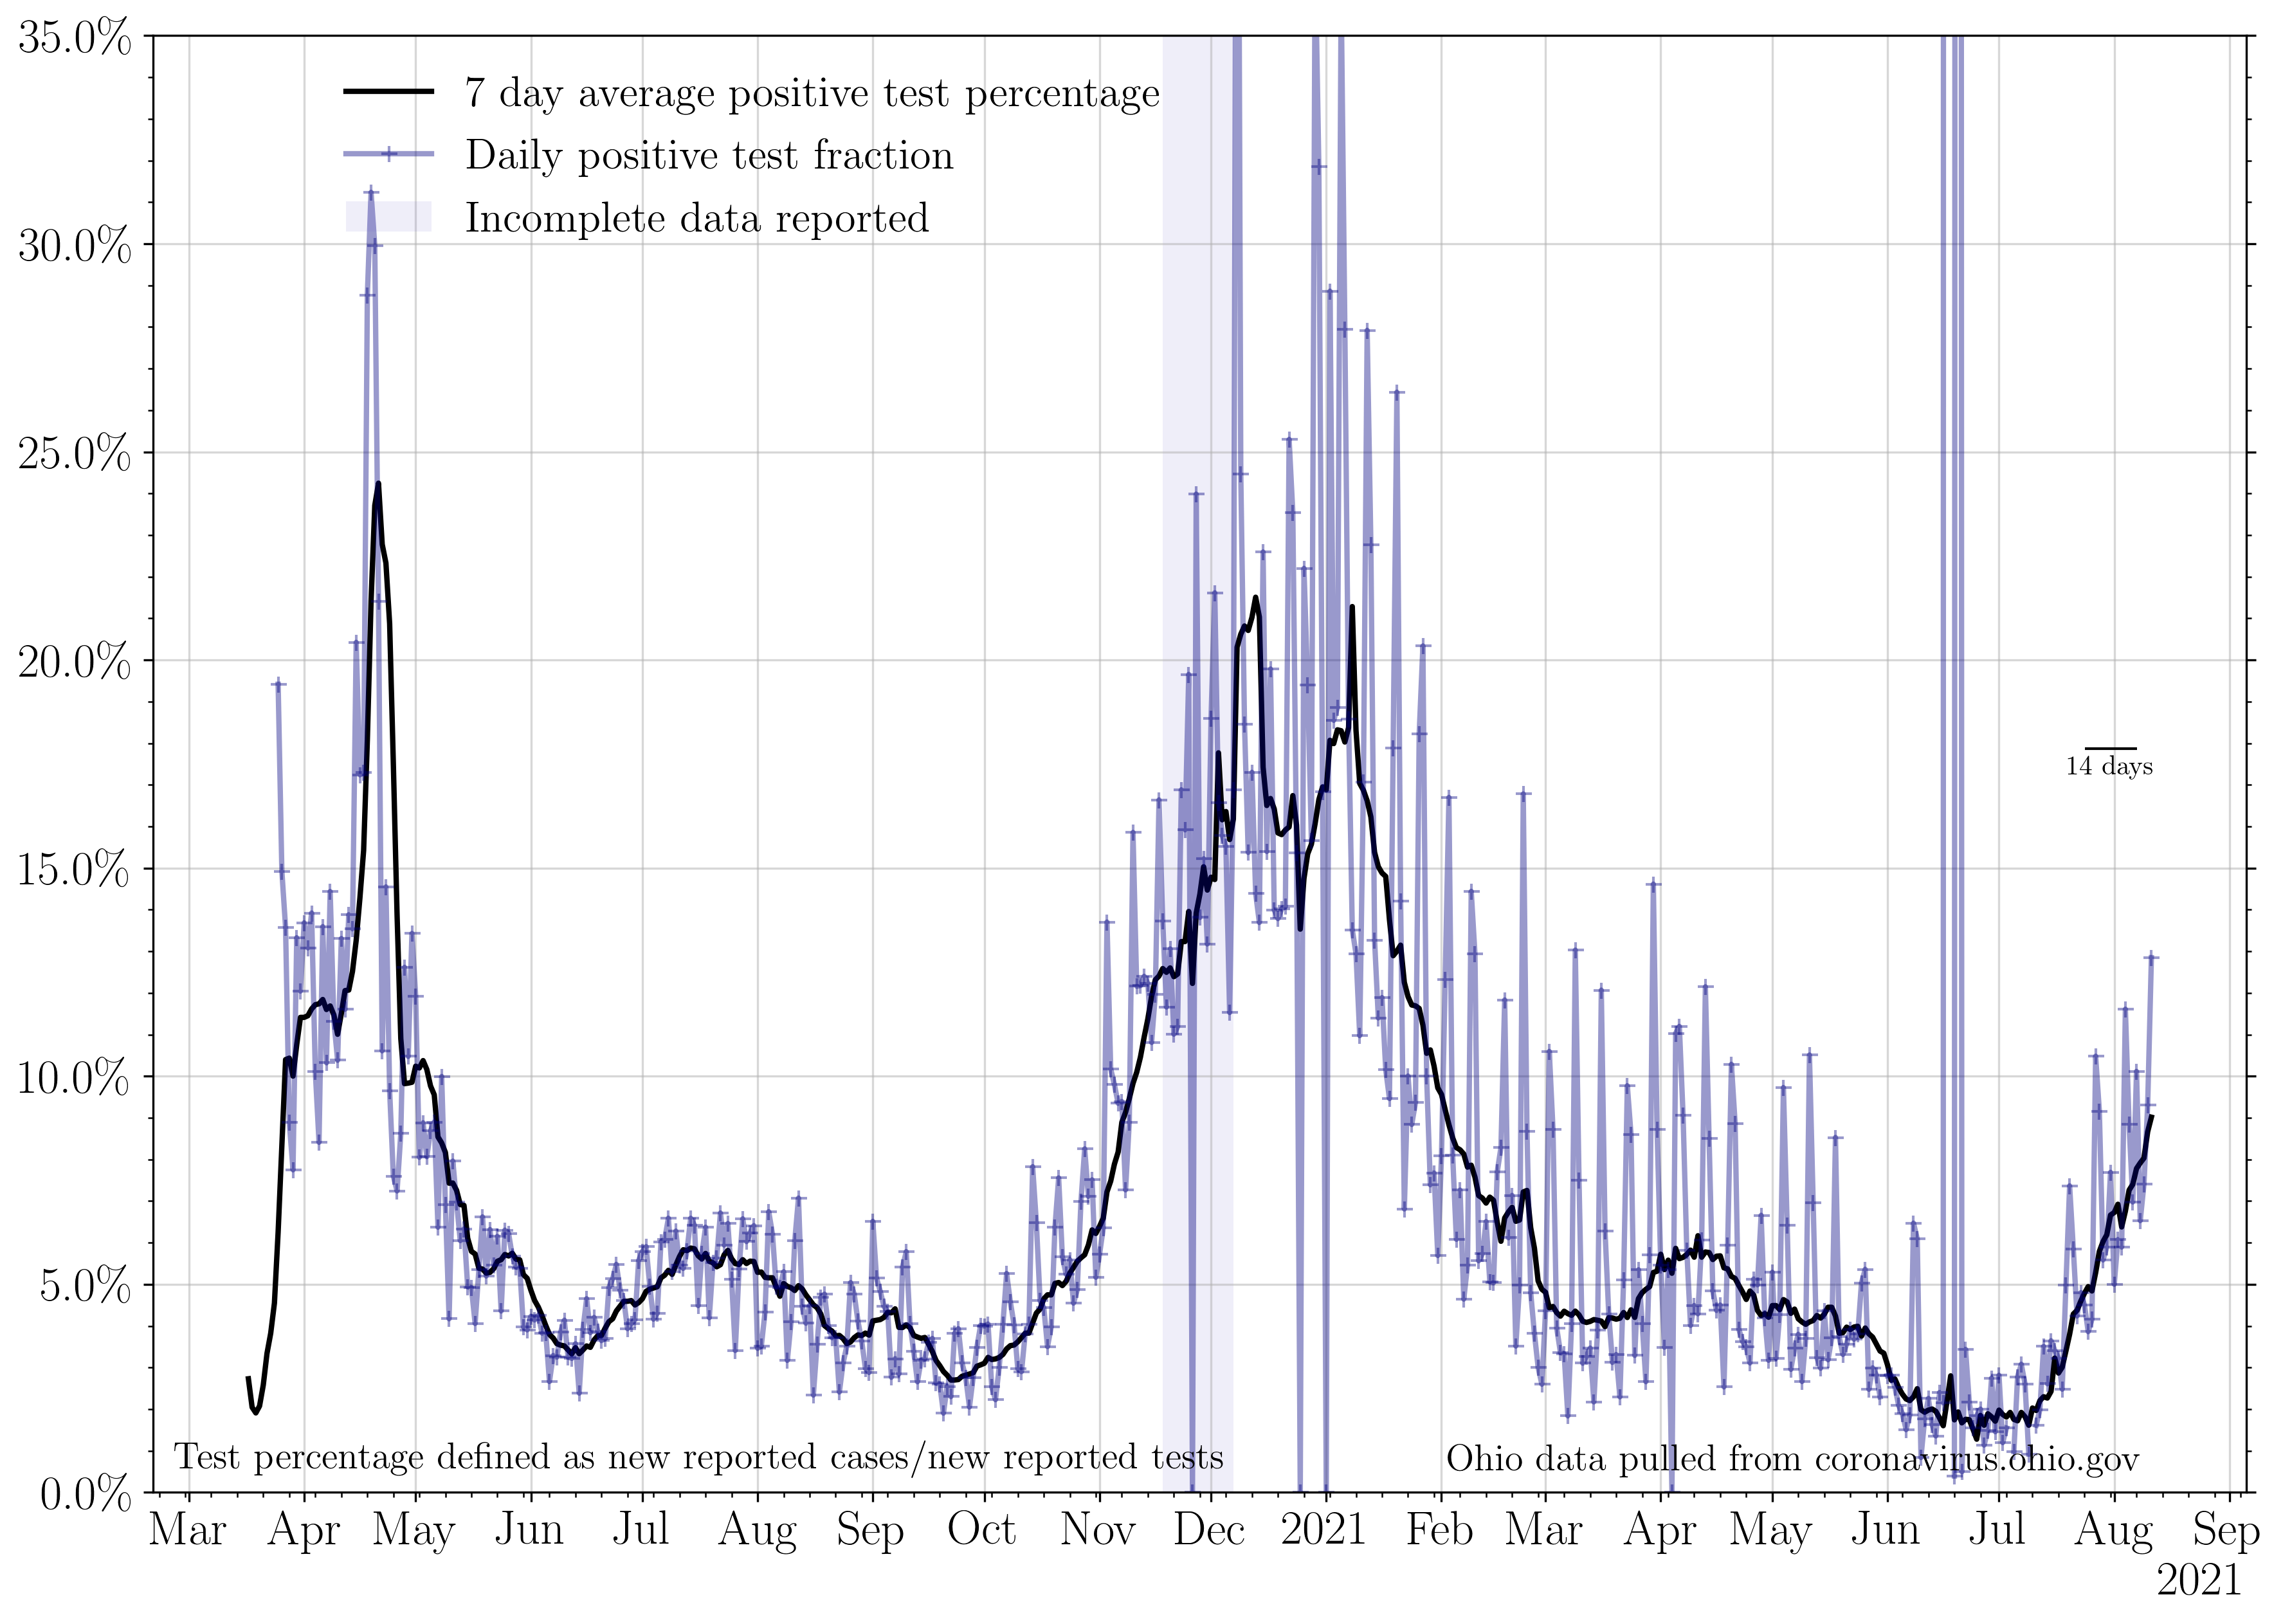 35.0%
7 day average positive test percentage
Daily positive test fraction
Incomplete data reported
30.0%
25.0%
20.0%
14 days
15.0%
10.0%
5.0%
Test percentage defined as new reported cases/new reported tests
Ohio data pulled from coronavirus.ohio.gov
0.0%
Mar Apr May Jun Jul Aug Sep Oct Nov Dec 2021 Feb Mar Apr May Jun Jul Aug Sep
2021